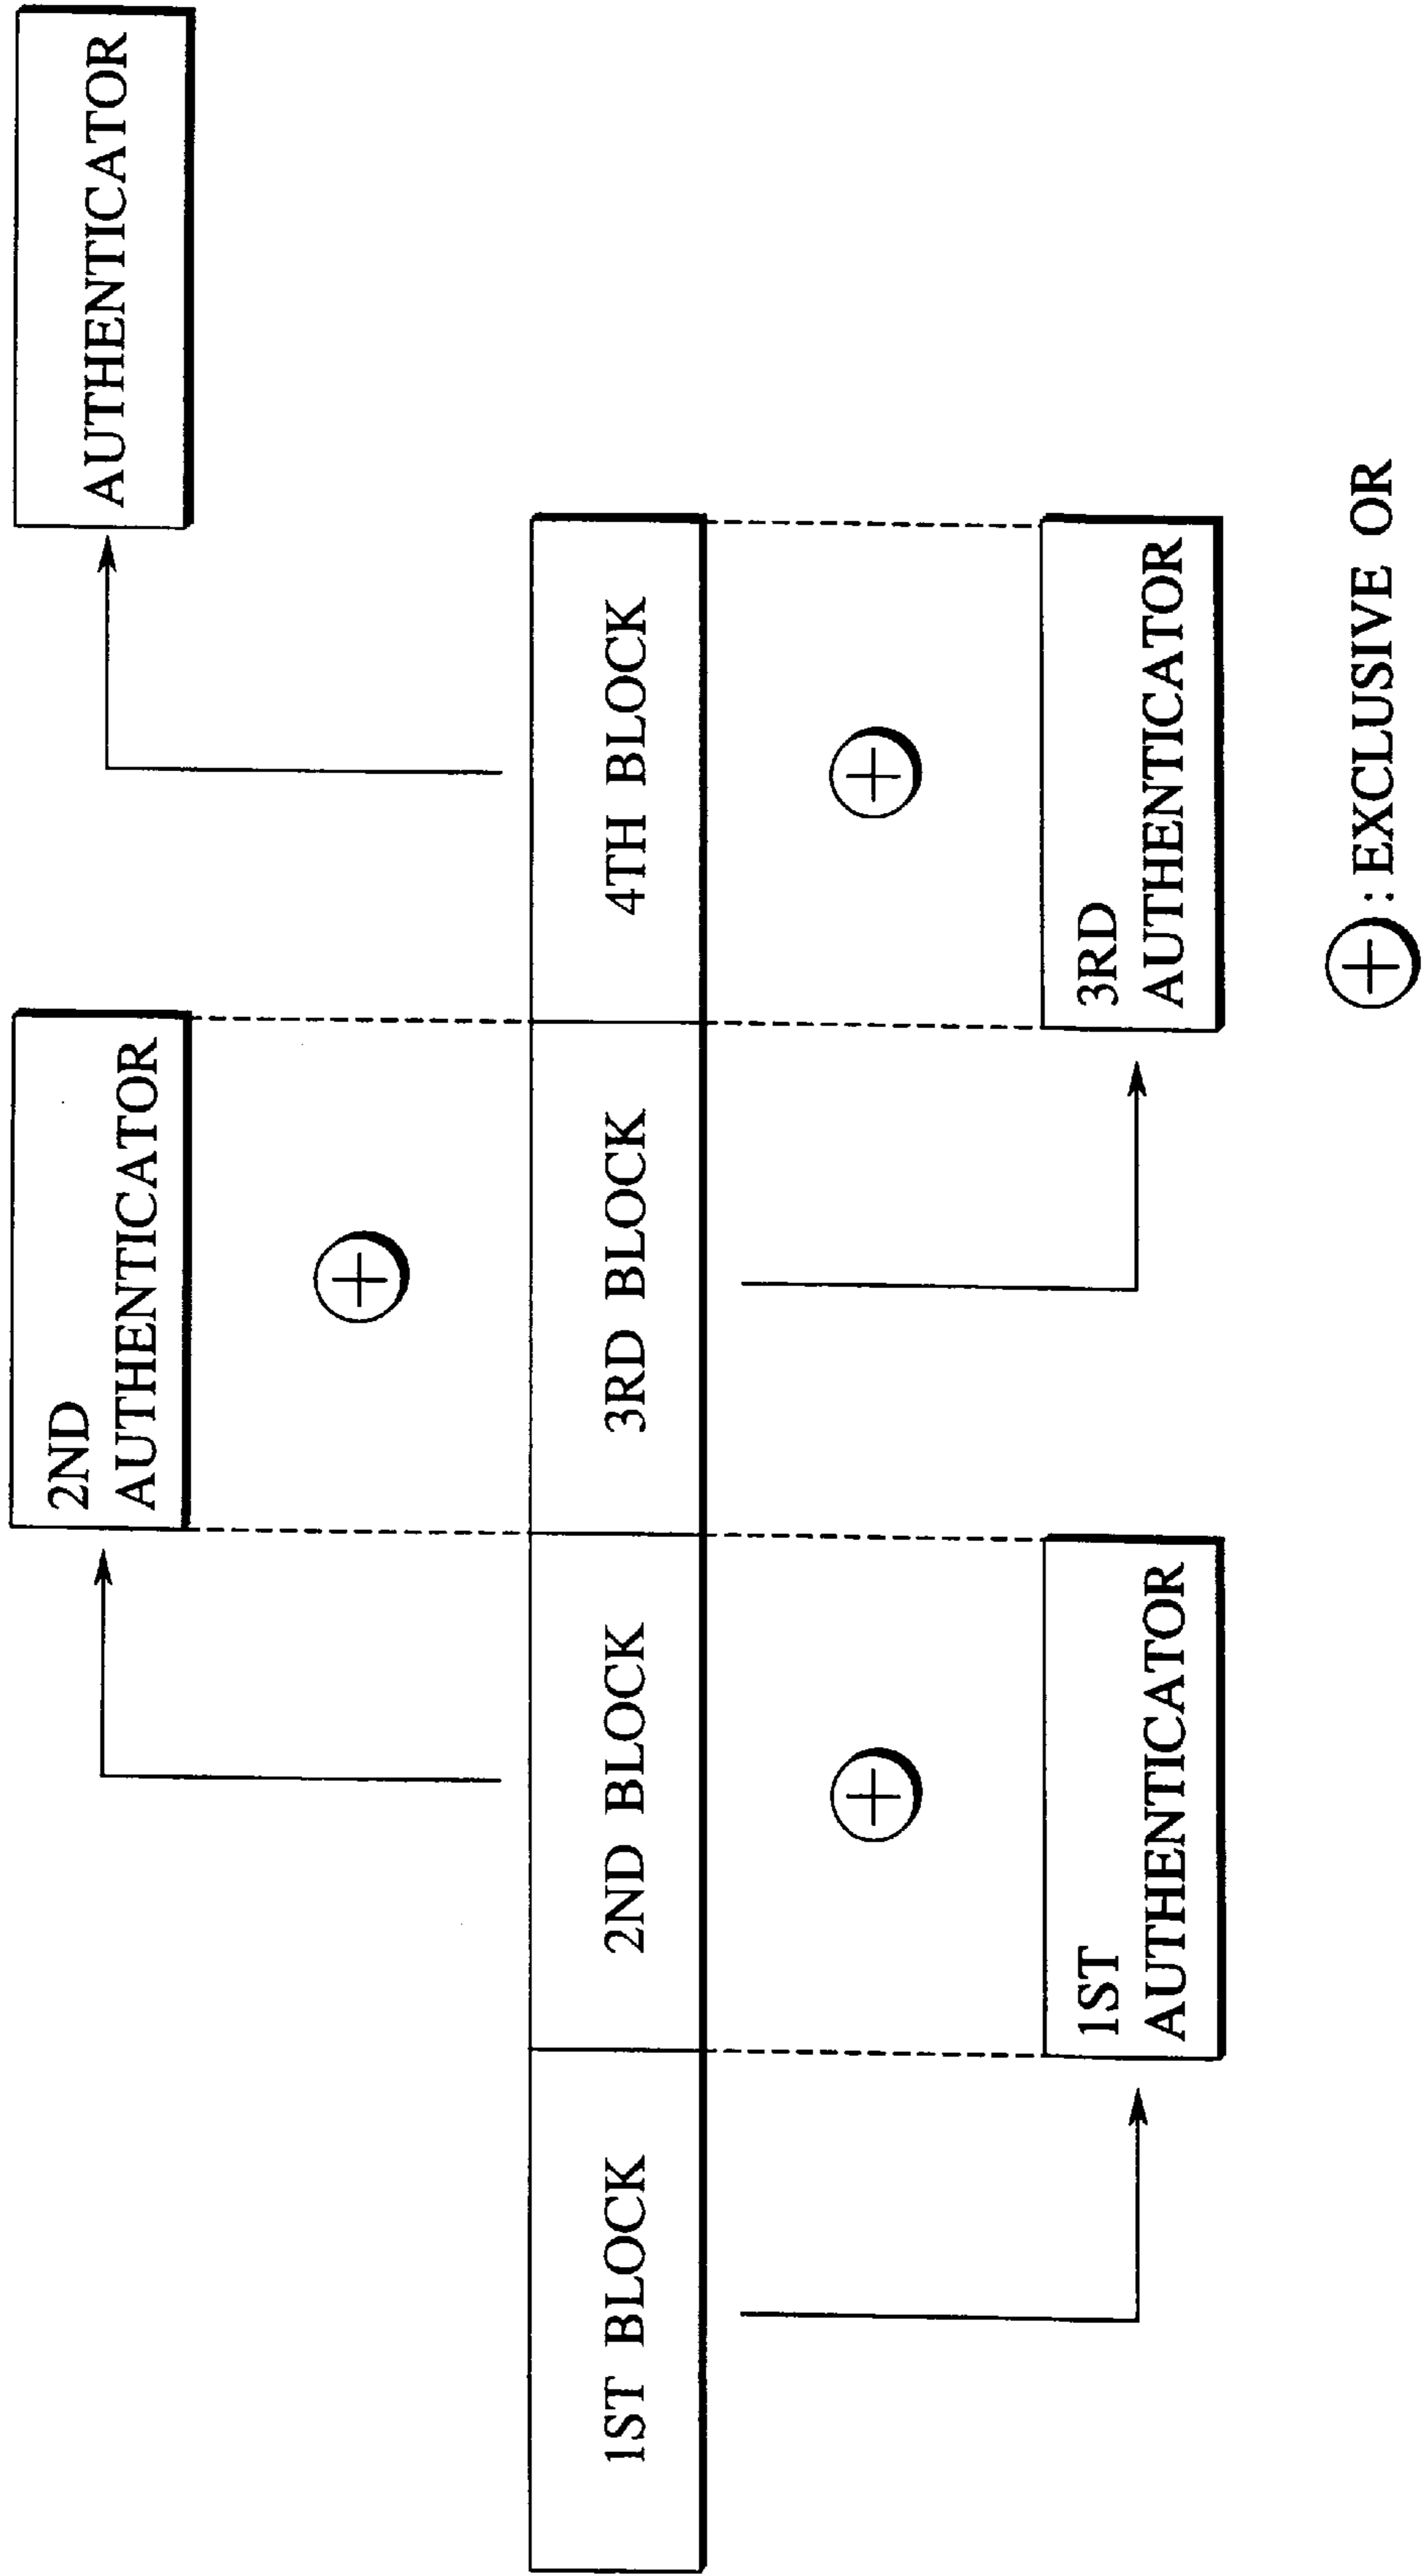 2ND
AUTHENTICATOR
AUTHENTICATOR
1ST BLOCK
2ND BLOCK
3RD BLOCK
4TH BLOCK
1ST
AUTHENTICATOR
3RD
AUTHENTICATOR
: EXCLUSIVE OR